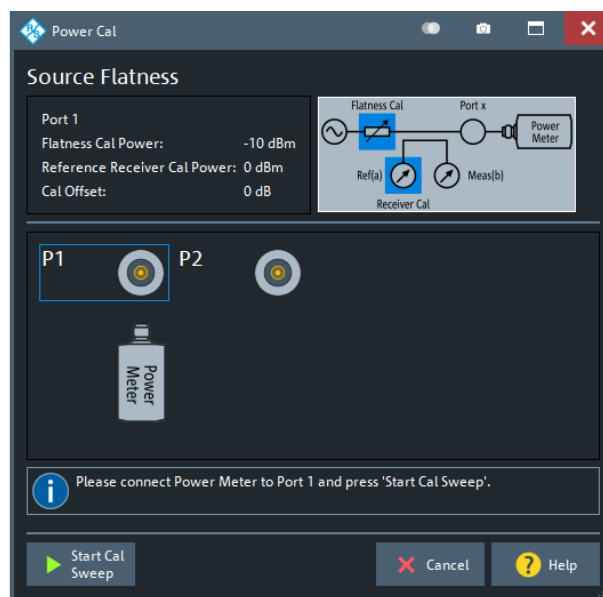 Power Cal
Source Flatness
Port 1
Flatness Cal Power: -10 dBm
Reference Receiver Cal Power: 0 dBm
Cal Offset: 0 dB
Flatness Cal
Port x
Power
Meter
Ref(a)
Meas(b)
Receiver Cal
P1
P2
Power
Meter
Please connect Power Meter to Port 1 and press 'Start Cal Sweep'.
Start Cal
Sweep
Cancel
? Help